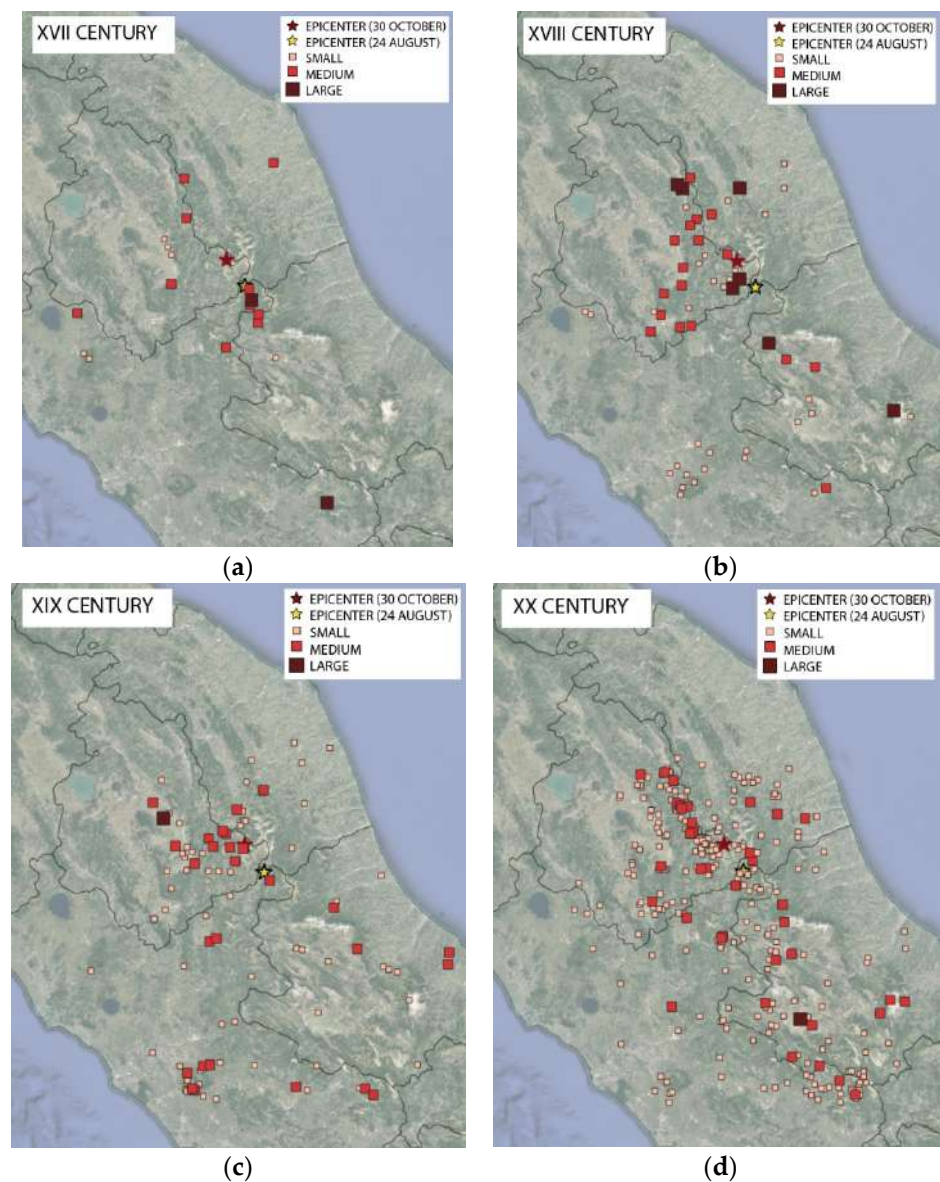 XVII CENTURY
EPICENTER (30 OCTOBER)
EPICENTER (24 AUGUST)
SMALL
MEDIUM
LARGE
(a)
XVIII CENTURY
EPICENTER (30 OCTOBER)
EPICENTER (24 AUGUST)
SMALL
MEDIUM
LARGE
(b)
XIX CENTURY
EPICENTER (30 OCTOBER)
EPICENTER (24 AUGUST)
SMALL
MEDIUM
LARGE
(c)
XX CENTURY
EPICENTER (30 OCTOBER)
EPICENTER (24 AUGUST)
SMALL
MEDIUM
LARGE
(d)